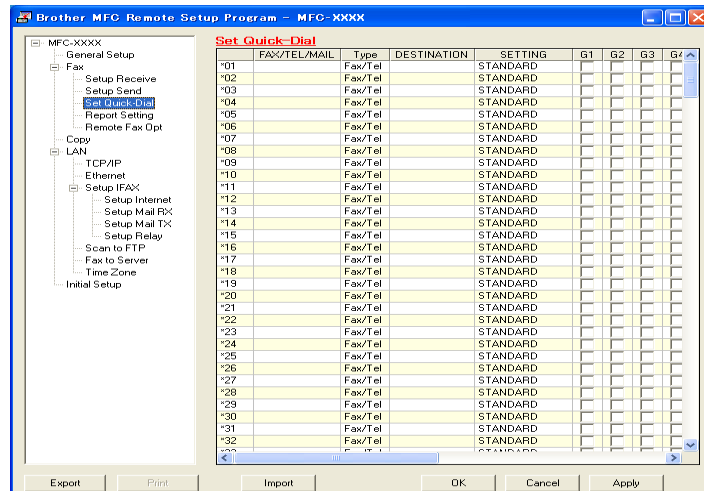 Brother MFC Remote Setup Program - MFC-XXXX
MFC-XXXX
General Setup
Fax
Setup Receive
Setup Send
Set Quick-Dial
Report Setting
Remote Fax Opt
Copy
LAN
TCP/IP
Ethernet
Setup IFAX
Setup Internet
Setup Mail RX
Setup Mail TX
Setup Relay
Scan to FTP
Fax to Server
Time Zone
Initial Setup
Set Quick-Dial
FAX/TEL/MAIL Type DESTINATION SETTING G1 G2 G3 G4
*01 Fax/Tel STANDARD
*02 Fax/Tel STANDARD
*03 Fax/Tel STANDARD
*04 Fax/Tel STANDARD
*05 Fax/Tel STANDARD
*06 Fax/Tel STANDARD
*07 Fax/Tel STANDARD
*08 Fax/Tel STANDARD
*09 Fax/Tel STANDARD
*10 Fax/Tel STANDARD
*11 Fax/Tel STANDARD
*12 Fax/Tel STANDARD
*13 Fax/Tel STANDARD
*14 Fax/Tel STANDARD
*15 Fax/Tel STANDARD
*16 Fax/Tel STANDARD
*17 Fax/Tel STANDARD
*18 Fax/Tel STANDARD
*19 Fax/Tel STANDARD
*20 Fax/Tel STANDARD
*21 Fax/Tel STANDARD
*22 Fax/Tel STANDARD
*23 Fax/Tel STANDARD
*24 Fax/Tel STANDARD
*25 Fax/Tel STANDARD
*26 Fax/Tel STANDARD
*27 Fax/Tel STANDARD
*28 Fax/Tel STANDARD
*29 Fax/Tel STANDARD
*30 Fax/Tel STANDARD
*31 Fax/Tel STANDARD
*32 Fax/Tel STANDARD
Export Print Import OK Cancel Apply